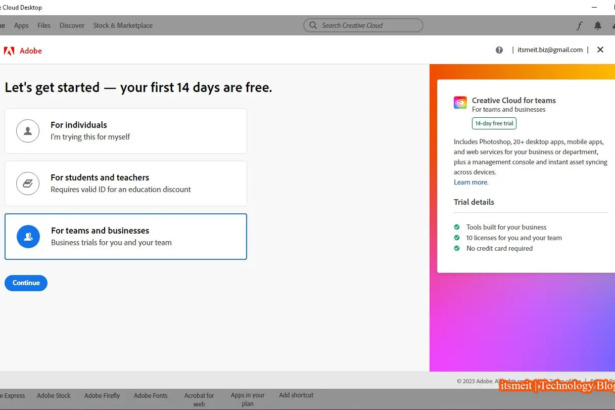 Cloud Desktop
Apps Files Discover Stock & Marketplace Search Creative Cloud
Adobe itsmeit.biz@gmail.com
Let's get started — your first 14 days are free.
For individuals
I'm trying this for myself
For students and teachers
Requires valid ID for an education discount
For teams and businesses
Business trials for you and your team
Continue
Creative Cloud for teams
For teams and businesses
14-day free trial
Includes Photoshop, 20+ desktop apps, mobile apps,
and web services for your business or department,
plus a management console and instant asset syncing
across devices.
Learn more.
Trial details
Tools built for your business
10 licenses for you and your team
No credit card required
© 2023 Adobe.
itsmeit | Technology Blog
Express Adobe Stock Adobe Firefly Adobe Fonts Acrobat for web Apps in your plan Add shortcut